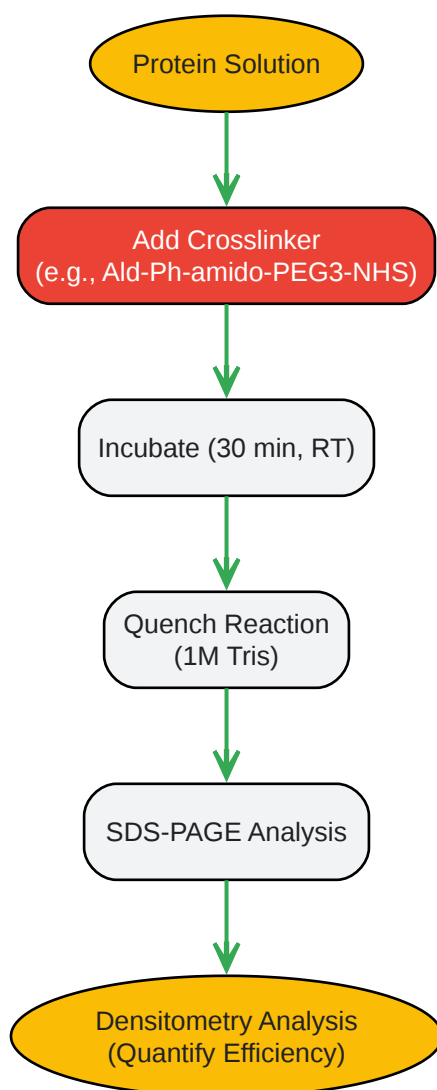 Protein Solution
Add Crosslinker
(e.g., Ald-Ph-amido-PEG3-NHS)
Incubate (30 min, RT)
Quench Reaction
(1M Tris)
SDS-PAGE Analysis
Densitometry Analysis
(Quantify Efficiency)